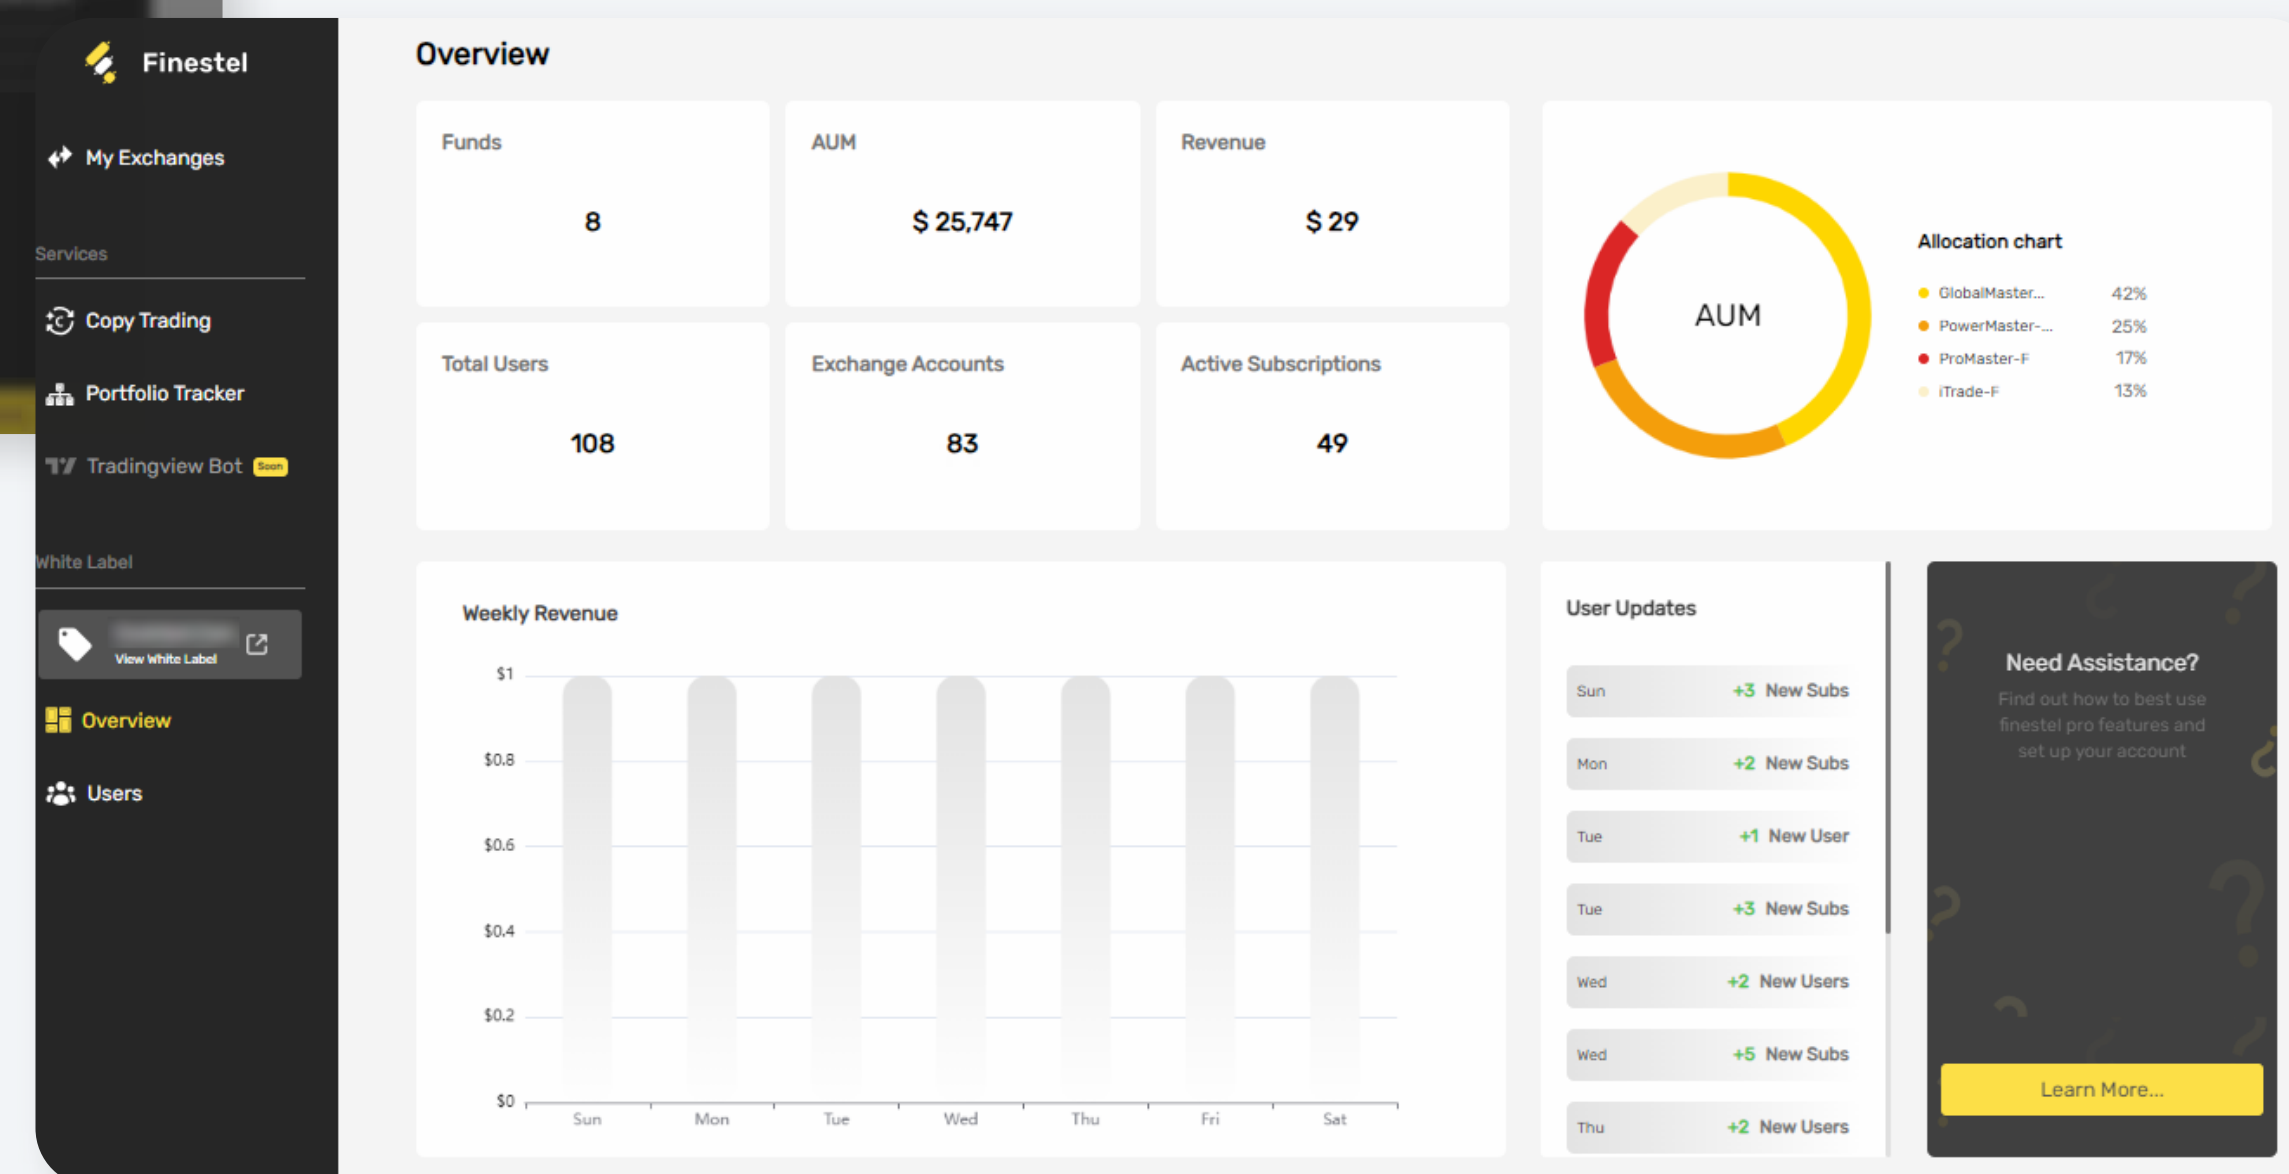 Finestel
My Exchanges
Services
Copy Trading
Portfolio Tracker
Tradingview Bot Soon
White Label
View White Label
Overview
Users
Overview
Funds
8
AUM
$ 25,747
Revenue
$ 29
Total Users
108
Exchange Accounts
83
Active Subscriptions
49
AUM
Allocation chart
GlobalMaster... 42%
PowerMaster-... 25%
ProMaster-F 17%
iTrade-F 13%
Weekly Revenue
$1
$0.8
$0.6
$0.4
$0.2
$0
Sun Mon Tue Wed Thu Fri Sat
User Updates
Sun +3 New Subs
Mon +2 New Subs
Tue +1 New User
Tue +3 New Subs
Wed +2 New Users
Wed +5 New Subs
Thu +2 New Users
Need Assistance?
Find out how to best use
finestel pro features and
set up your account
Learn More...